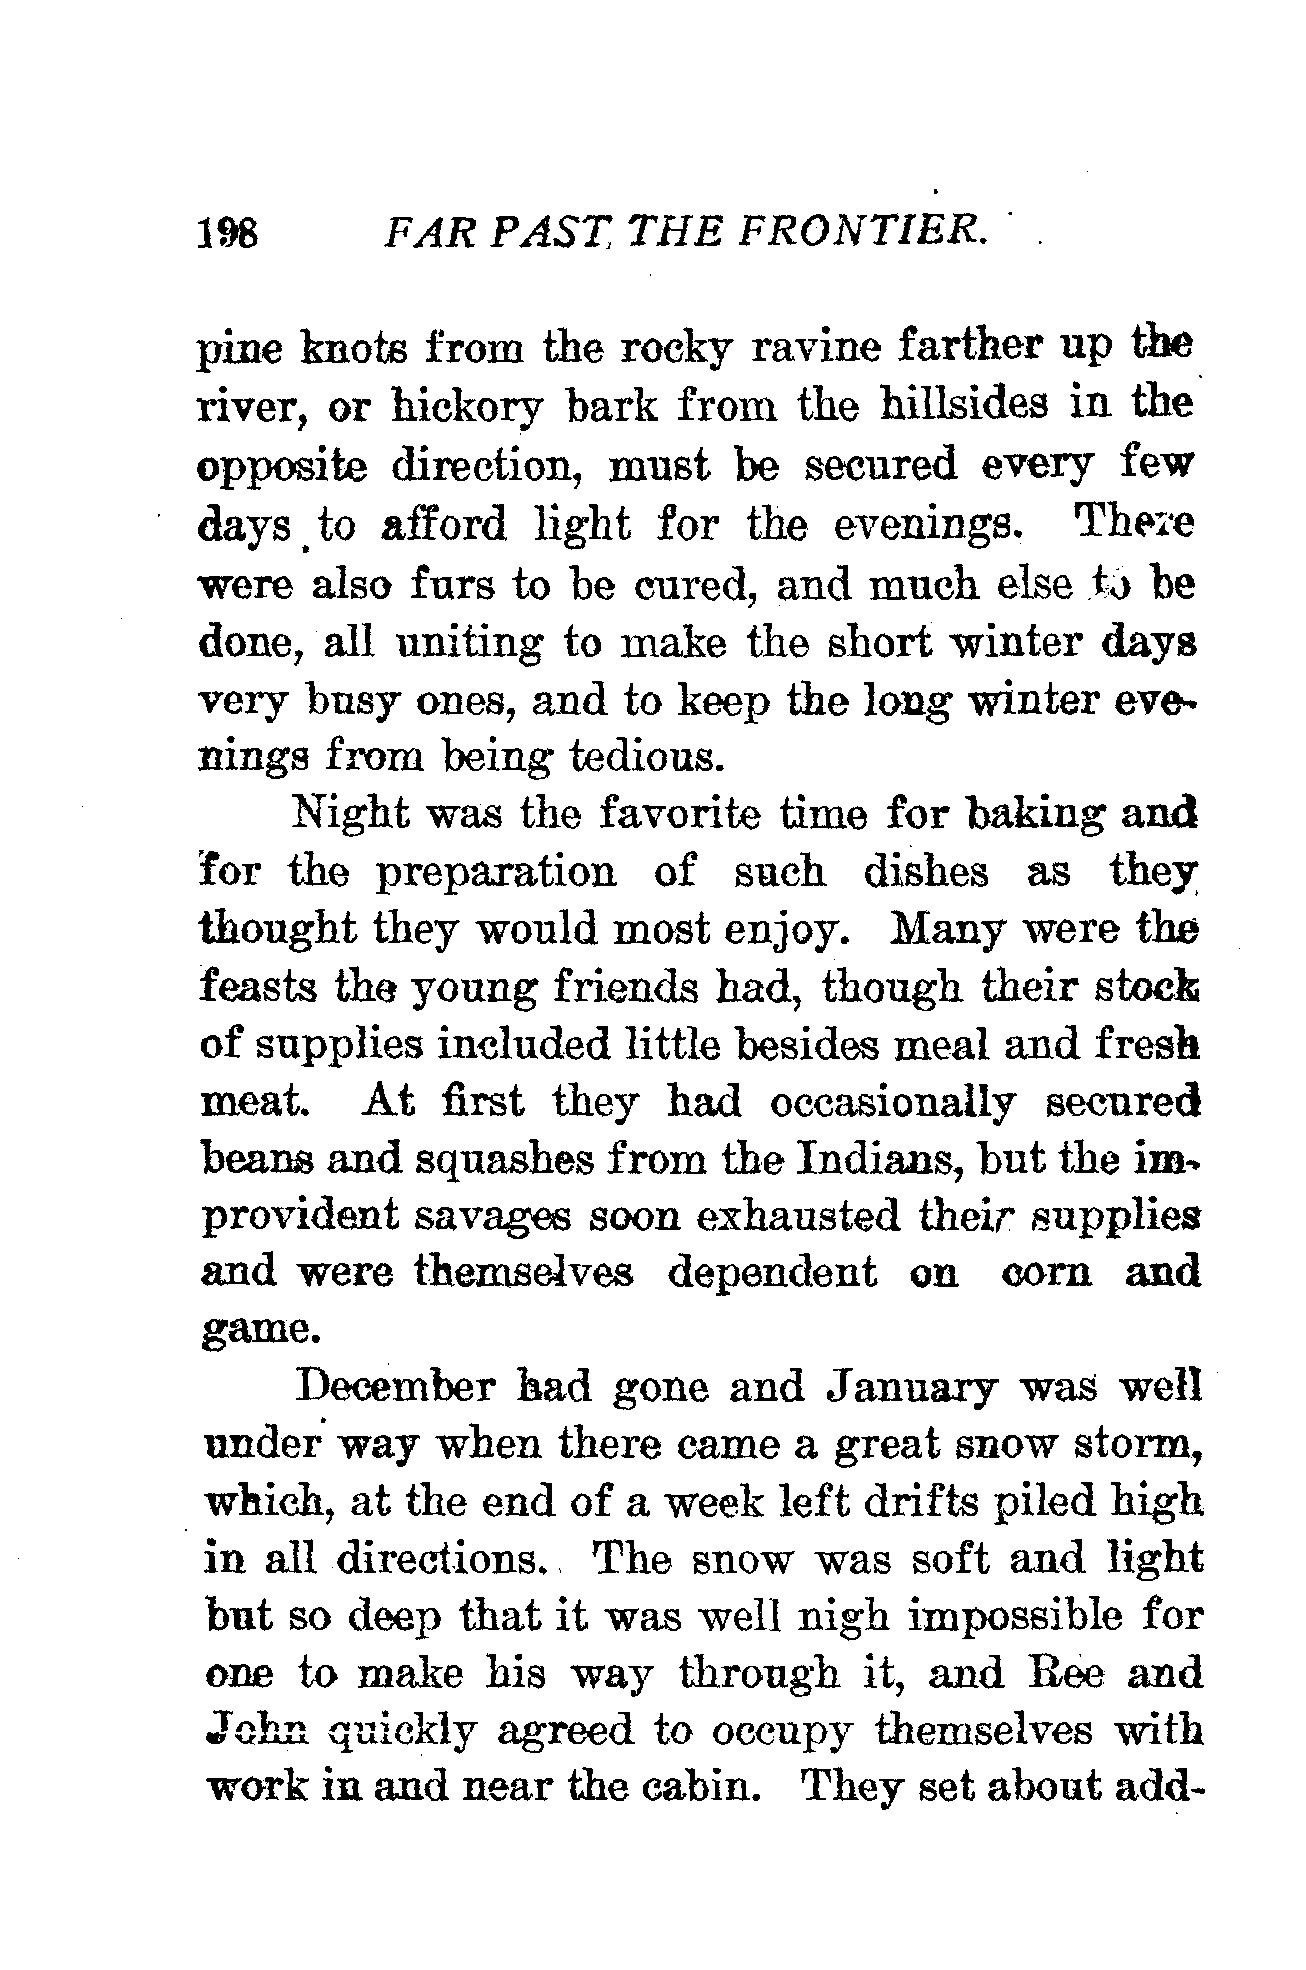 198 FAR PAST THE FRONTIER.
pine knots from the rocky ravine farther up the
river, or hickory bark from the hillsides in the
opposite direction, must be secured every few
days to afford light for the evenings. There
were also furs to be cured, and much else to be
done, all uniting to make the short winter days
very busy ones, and to keep the long winter eve-
nings from being tedious.
Night was the favorite time for baking and
for the preparation of such dishes as they
thought they would most enjoy. Many were the
feasts the young friends had, though their stock
of supplies included little besides meal and fresh
meat. At first they had occasionally secured
beans and squashes from the Indians, but the im-
provident savages soon exhausted their supplies
and were themselves dependent on corn and
game.
December had gone and January was well
under way when there came a great snow storm,
which, at the end of a week left drifts piled high
in all directions. The snow was soft and light
but so deep that it was well nigh impossible for
one to make his way through it, and Ree and
John quickly agreed to occupy themselves with
work in and near the cabin. They set about add-